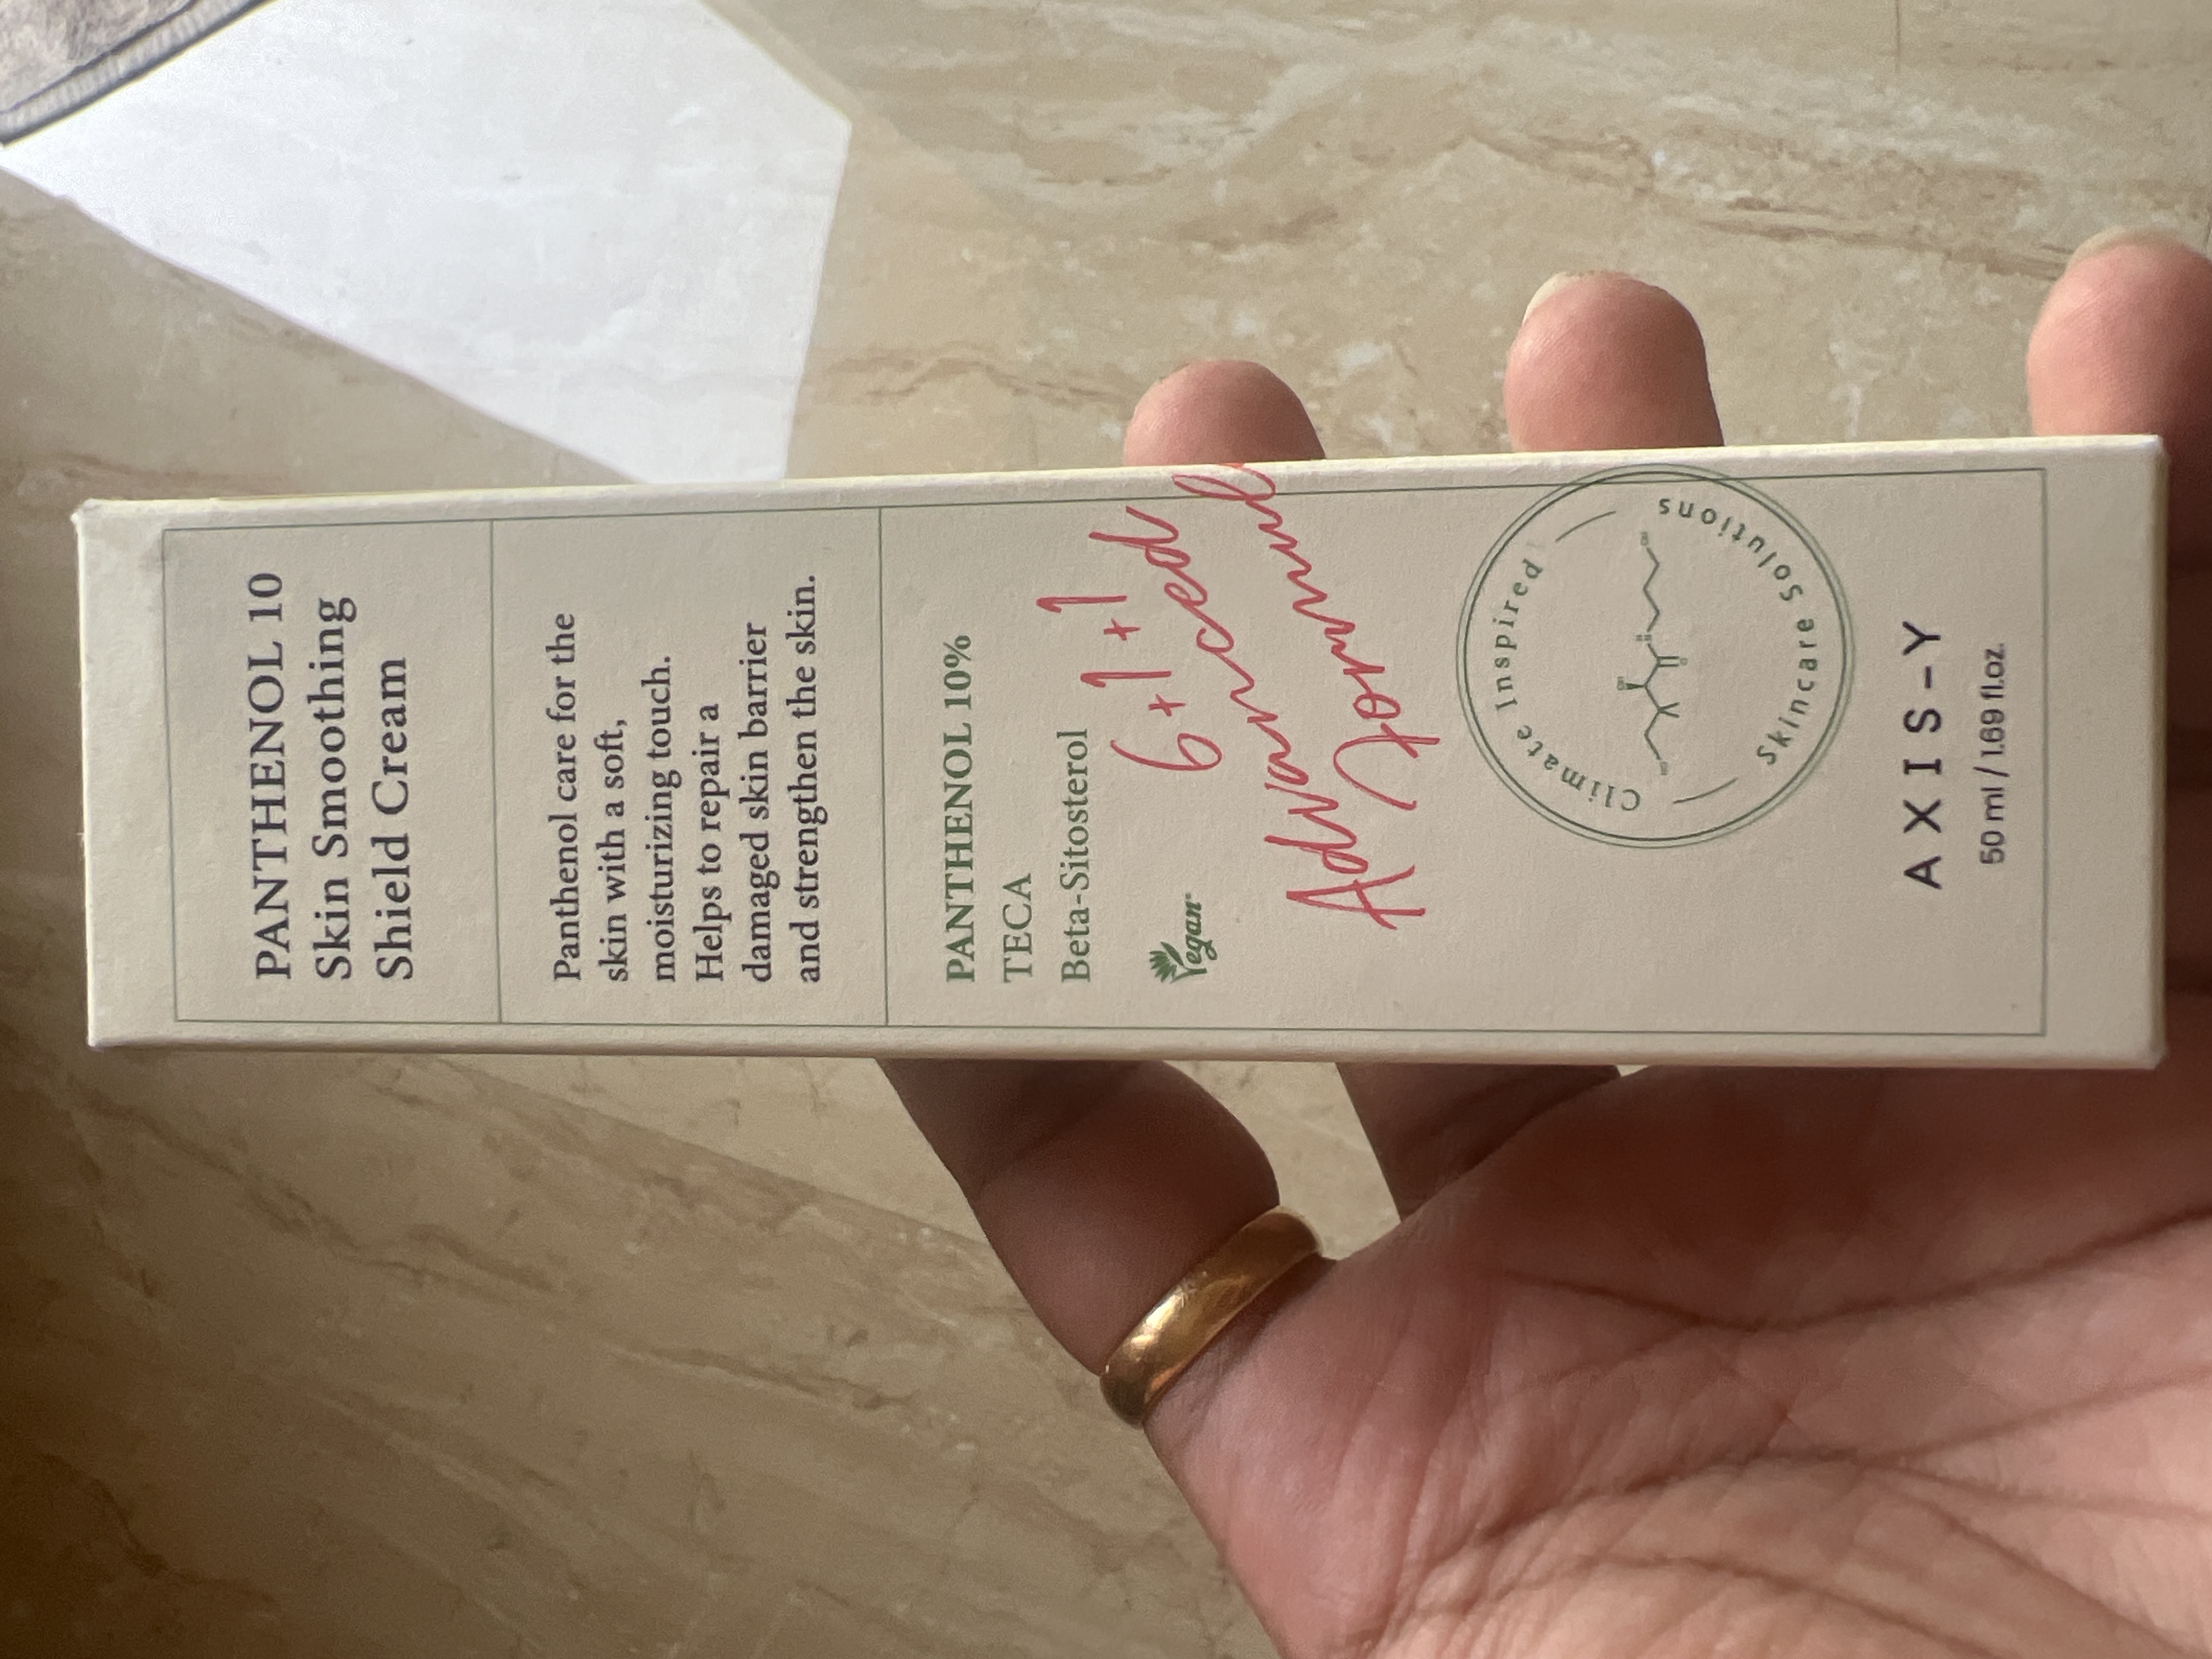 PANTHENOL 10
Skin Smoothing
Shield Cream
Panthenol care for the
skin with a soft,
moisturizing touch.
Helps to repair a
damaged skin barrier
and strengthen the skin.
PANTHENOL 10%
TECA
Beta-Sitosterol
Vegan
6+1+1
Advanced
Formula
Climate Inspired
Skincare Solutions
AXIS-Y
50 ml / 1.69 fl.oz.